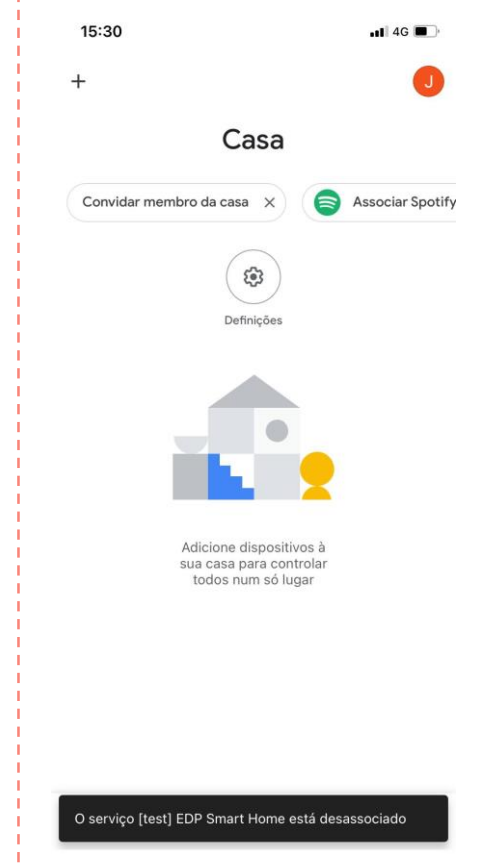 15:30
4G
+
J
Casa
Convidar membro da casa ×
Associar Spotify
Definições
Adicione dispositivos à
sua casa para controlar
todos num só lugar
O serviço [test] EDP Smart Home está desassociado